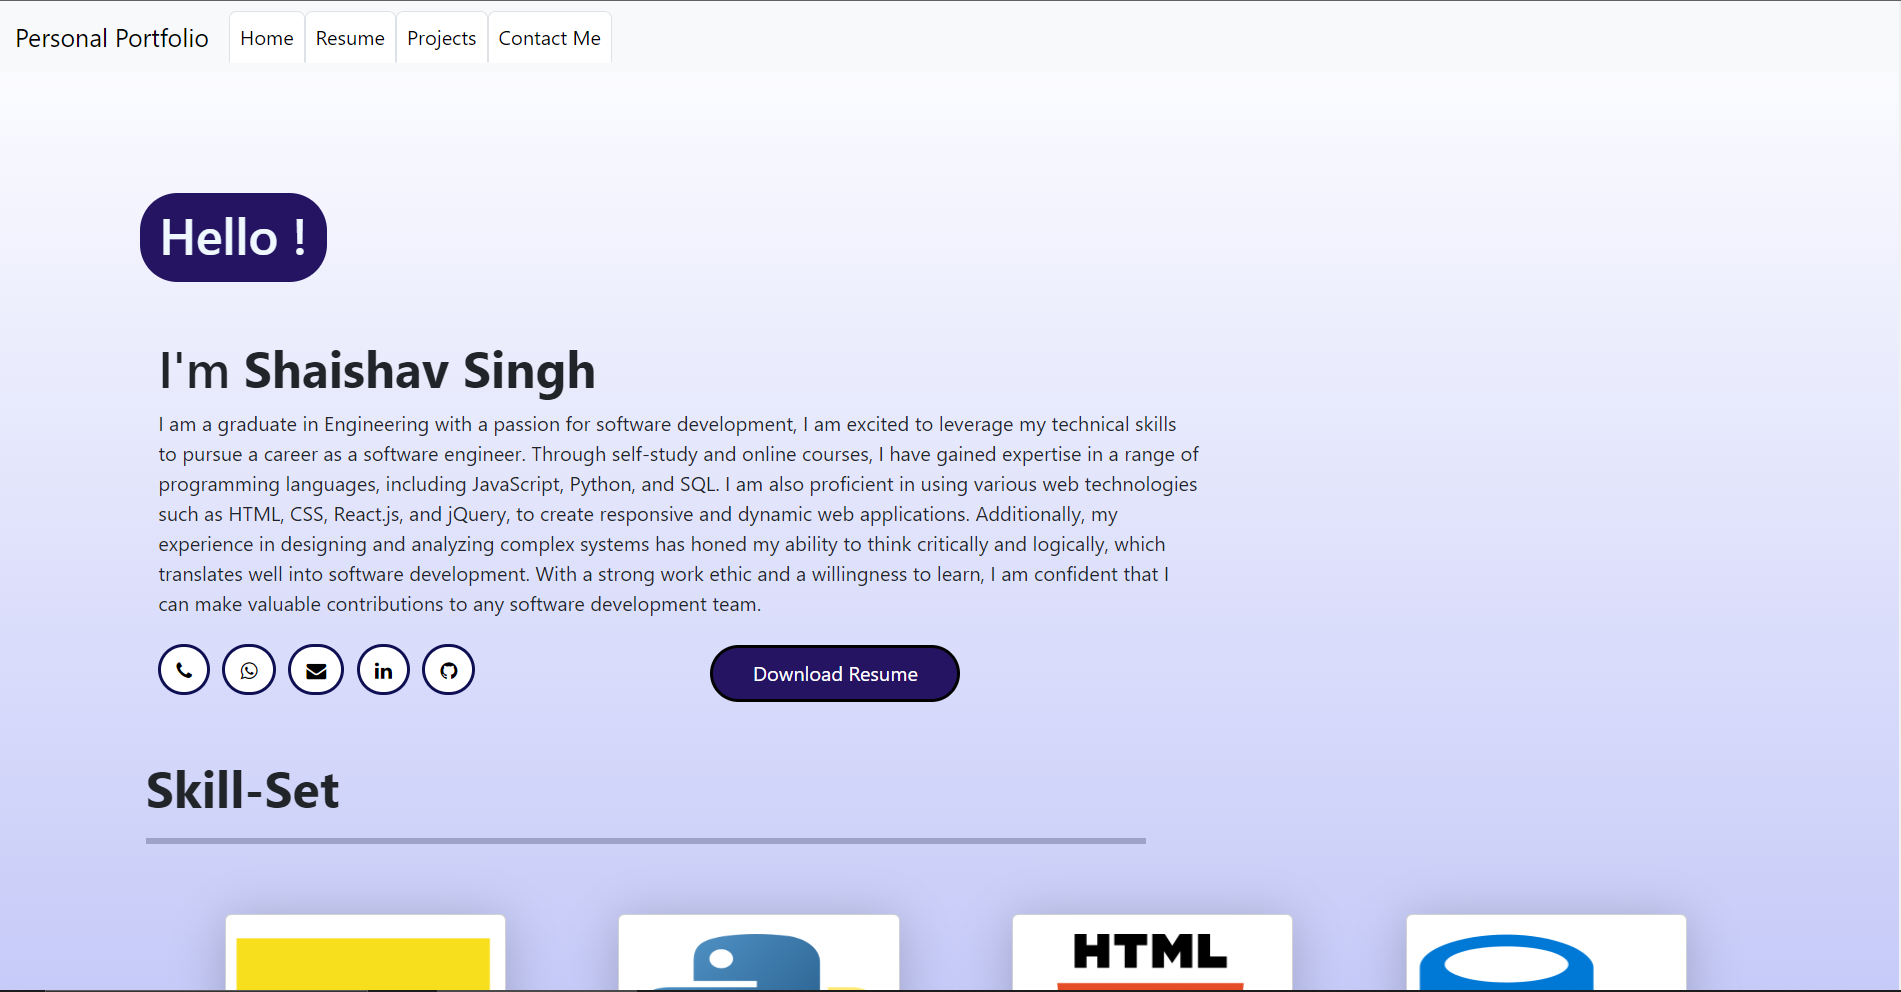 Personal Portfolio Home Resume Projects Contact Me
Hello !
I'm Shaishav Singh
I am a graduate in Engineering with a passion for software development, I am excited to leverage my technical skills
to pursue a career as a software engineer. Through self-study and online courses, I have gained expertise in a range of
programming languages, including JavaScript, Python, and SQL. I am also proficient in using various web technologies
such as HTML, CSS, React.js, and jQuery, to create responsive and dynamic web applications. Additionally, my
experience in designing and analyzing complex systems has honed my ability to think critically and logically, which
translates well into software development. With a strong work ethic and a willingness to learn, I am confident that I
can make valuable contributions to any software development team.
in
Download Resume
Skill-Set
HTML